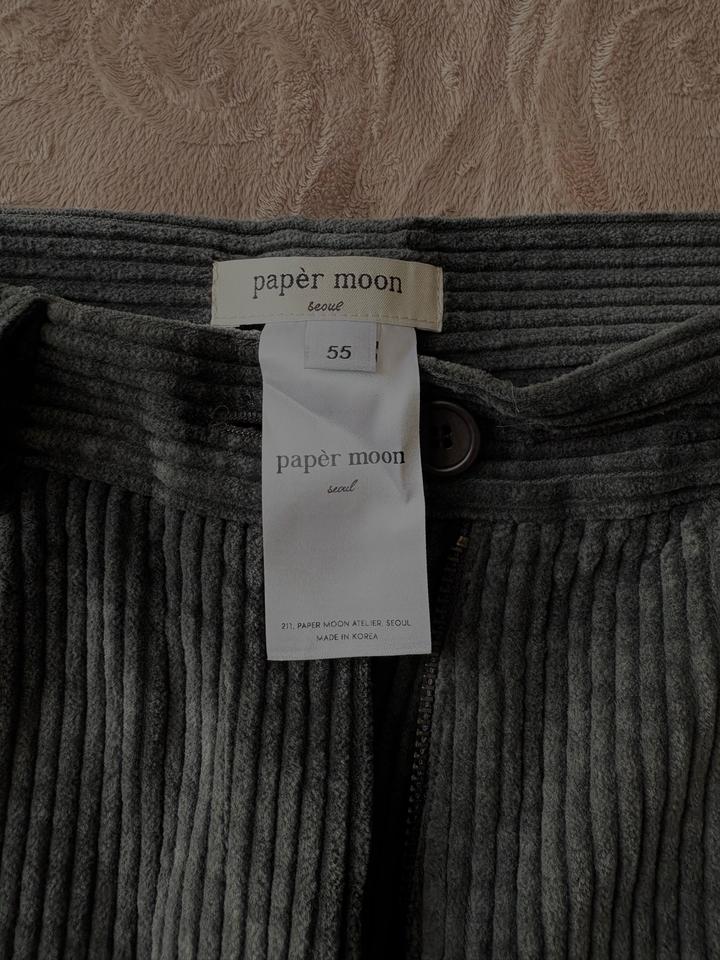 papèr moon
seoul
55
papèr moon
seoul
211, PAPER MOON ATELIER, SEOUL
MADE IN KOREA